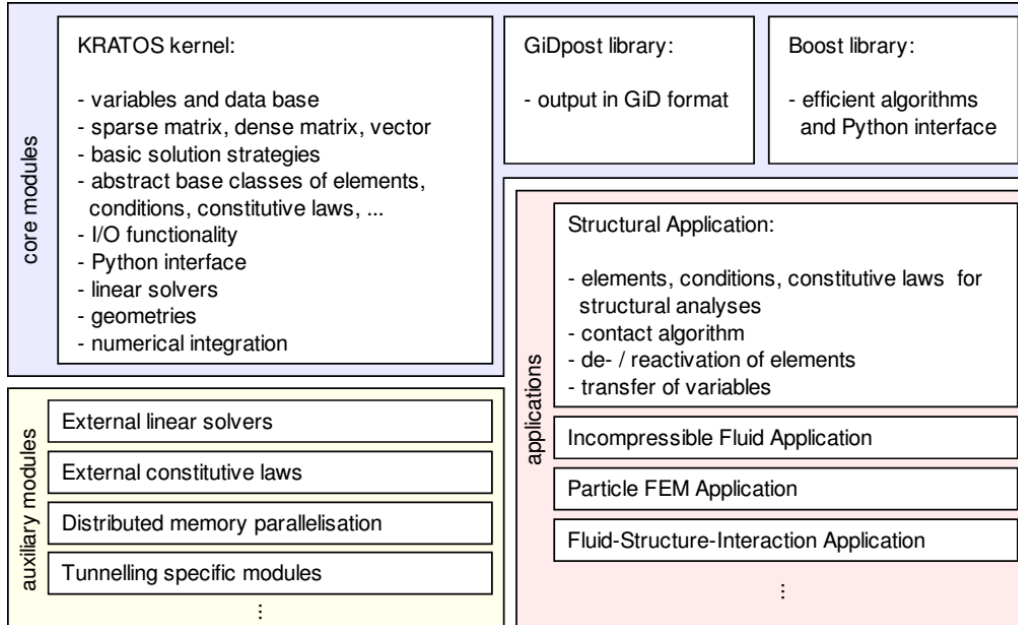 core modules
KRATOS kernel:
- variables and data base
- sparse matrix, dense matrix, vector
- basic solution strategies
- abstract base classes of elements,
conditions, constitutive laws, ...
- I/O functionality
- Python interface
- linear solvers
- geometries
- numerical integration
GiDpost library:
- output in GiD format
Boost library:
- efficient algorithms
and Python interface
auxiliary modules
External linear solvers
External constitutive laws
Distributed memory parallelisation
Tunnelling specific modules
⋮
applications
Structural Application:
- elements, conditions, constitutive laws for
structural analyses
- contact algorithm
- de- / reactivation of elements
- transfer of variables
Incompressible Fluid Application
Particle FEM Application
Fluid-Structure-Interaction Application
⋮